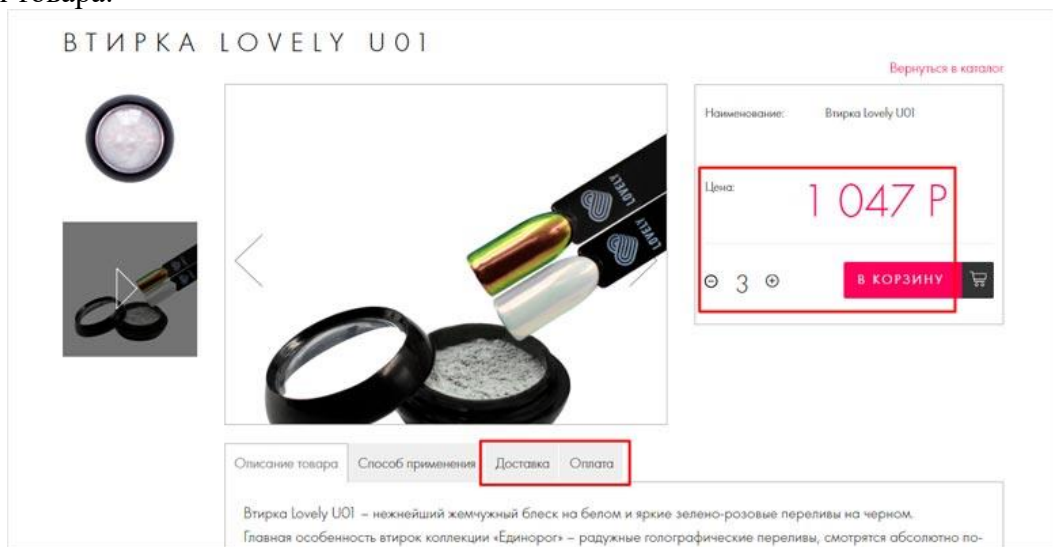 товара.
ВТИРКА LOVELY U01
Вернуться в каталог
Наименование: Втирка Lovely U01
LOVELY
LOVELY
Цена: 1 047 Р
3 В КОРЗИНУ
Описание товара Способ применения Доставка Оплата
Втирка Lovely U01 – нежнейший жемчужный блеск на белом и яркие зелено-розовые переливы на черном.
Главная особенность втирок коллекции «Единорог» – радужные голографические переливы, смотрятся абсолютно по-